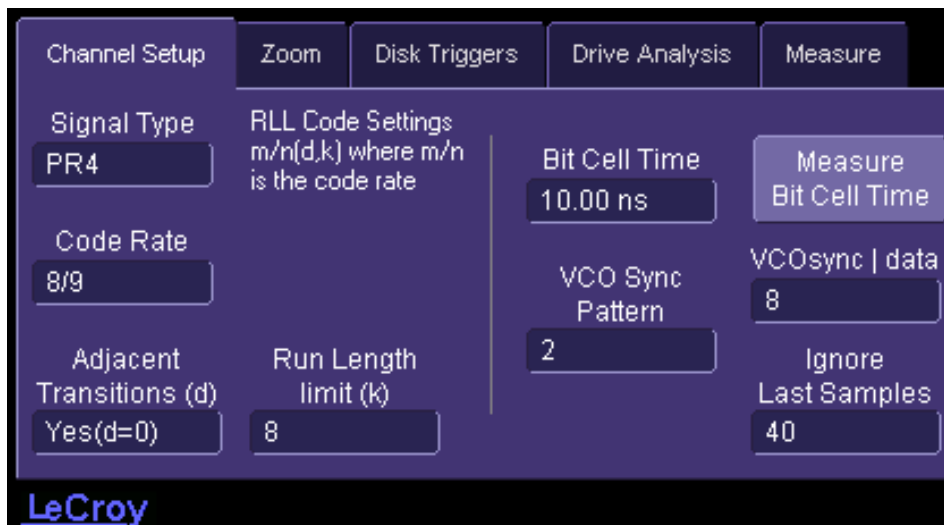 Channel Setup
Zoom
Disk Triggers
Drive Analysis
Measure
Signal Type
PR4
RLL Code Settings
m/n(d,k) where m/n
is the code rate
Code Rate
8/9
Adjacent
Transitions (d)
Yes(d=0)
Run Length
limit (k)
8
Bit Cell Time
10.00 ns
Measure
Bit Cell Time
VCO Sync
Pattern
2
VCOsync | data
8
Ignore
Last Samples
40
LeCroy